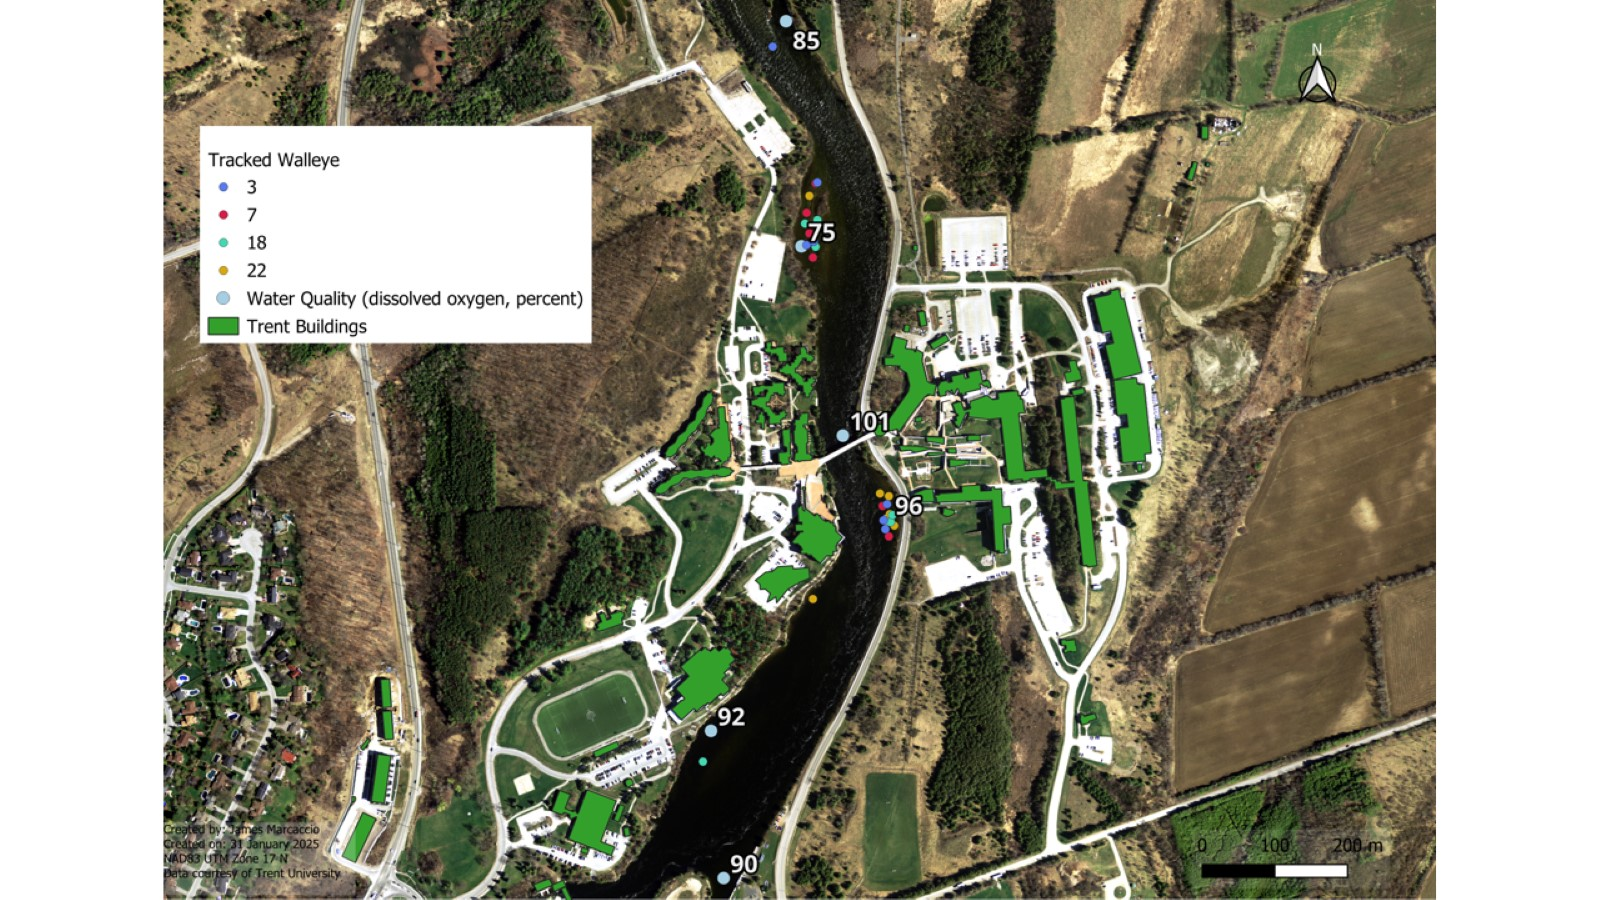 85
N
Tracked Walleye
3
7
18
22
Water Quality (dissolved oxygen, percent)
Trent Buildings
75
101
96
92
90
0 100 200 m
Created by: James Marcaccio
Created on: 31 January 2025
NAD83 UTM Zone 17 N
Data courtesy of Trent University